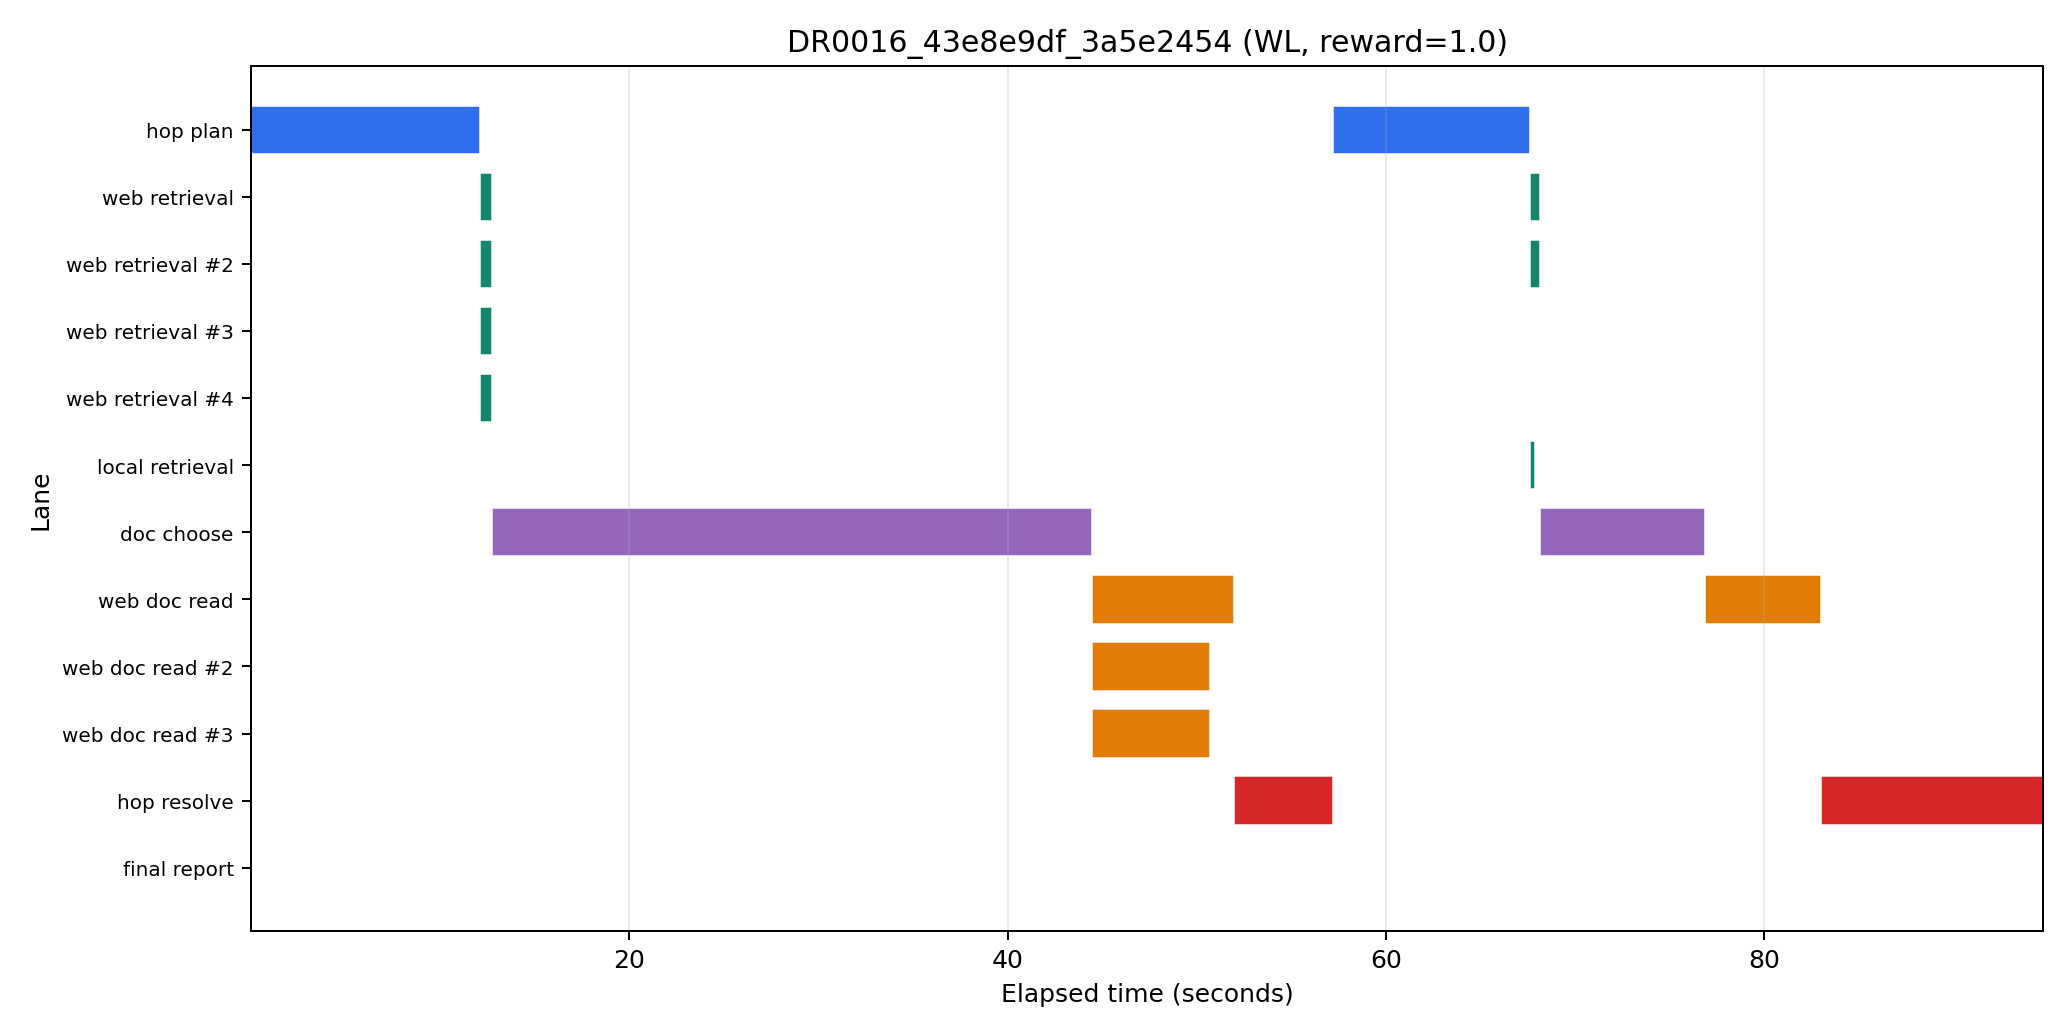 DR0016_43e8e9df_3a5e2454 (WL, reward=1.0)
Lane
hop plan
web retrieval
web retrieval #2
web retrieval #3
web retrieval #4
local retrieval
doc choose
web doc read
web doc read #2
web doc read #3
hop resolve
final report
20 40 60 80
Elapsed time (seconds)